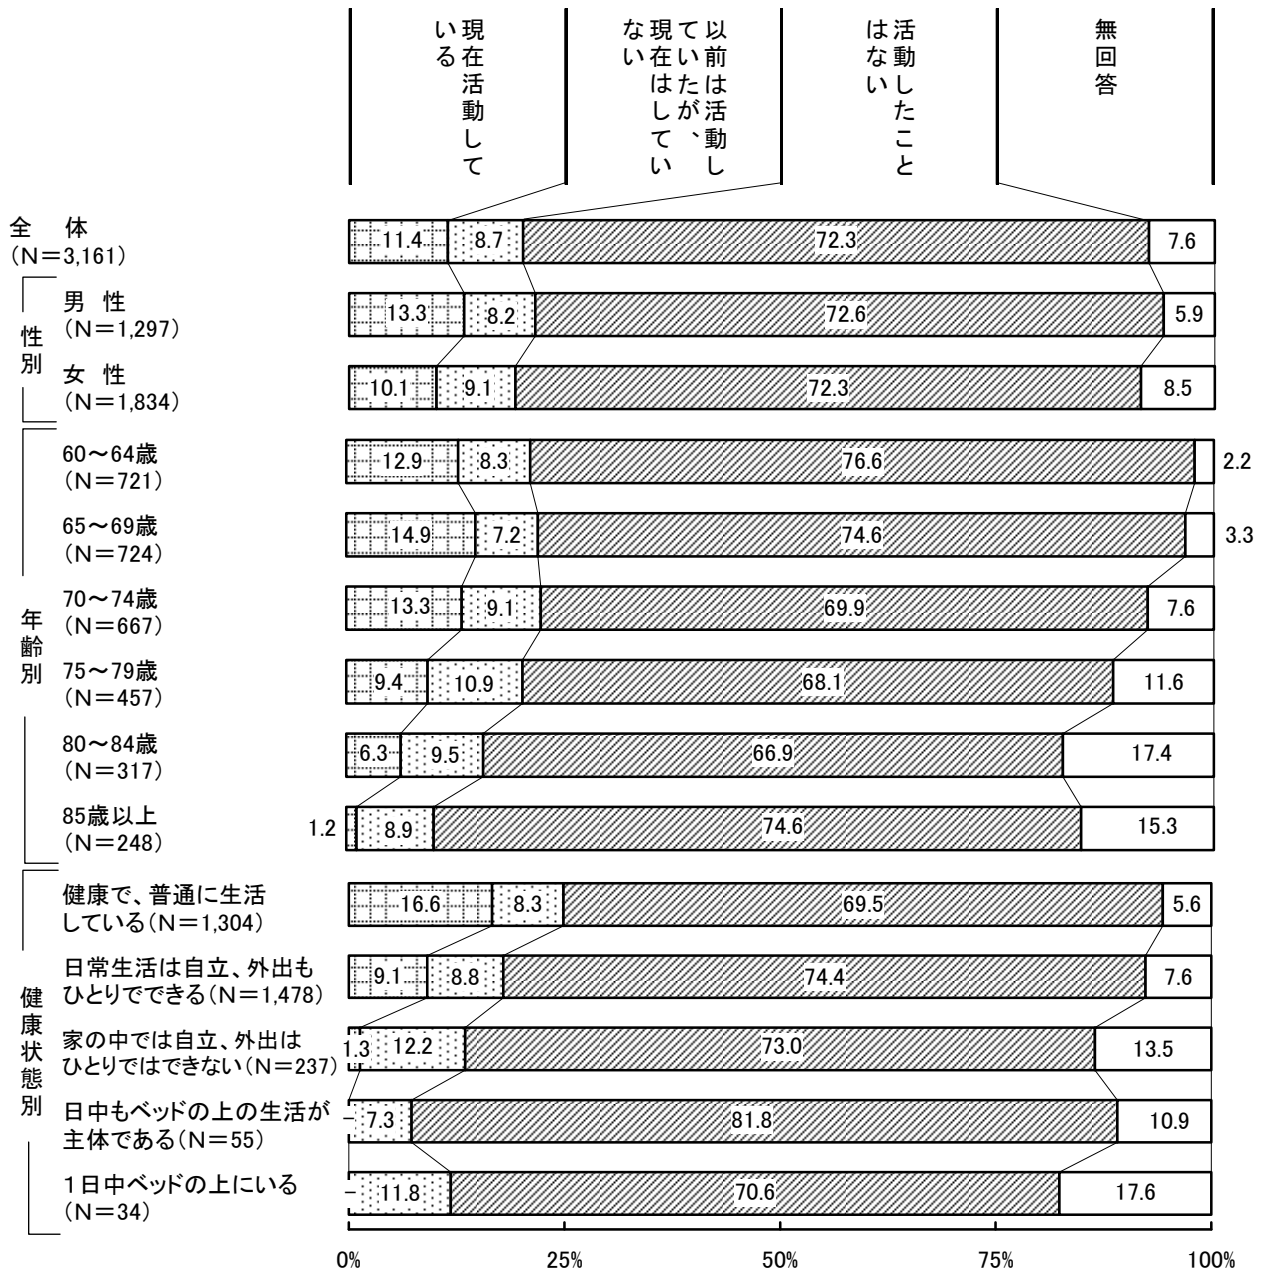 現在活動して
いる
以前は活動し
ていたが、
現在はしてい
ない
活動したこと
はない
無回答
全　体
(N=3,161)
11.4 8.7 72.3 7.6
性別
男　性
(N=1,297)
13.3 8.2 72.6 5.9
女　性
(N=1,834)
10.1 9.1 72.3 8.5
年齢別
60～64歳
(N=721)
12.9 8.3 76.6 2.2
65～69歳
(N=724)
14.9 7.2 74.6 3.3
70～74歳
(N=667)
13.3 9.1 69.9 7.6
75～79歳
(N=457)
9.4 10.9 68.1 11.6
80～84歳
(N=317)
6.3 9.5 66.9 17.4
85歳以上
(N=248)
1.2 8.9 74.6 15.3
健康状態別
健康で、普通に生活
している(N=1,304)
16.6 8.3 69.5 5.6
日常生活は自立、外出も
ひとりでできる(N=1,478)
9.1 8.8 74.4 7.6
家の中では自立、外出は
ひとりではできない(N=237)
1.3 12.2 73.0 13.5
日中もベッドの上の生活が
主体である(N=55)
- 7.3 81.8 10.9
1日中ベッドの上にいる
(N=34)
- 11.8 70.6 17.6
0% 25% 50% 75% 100%